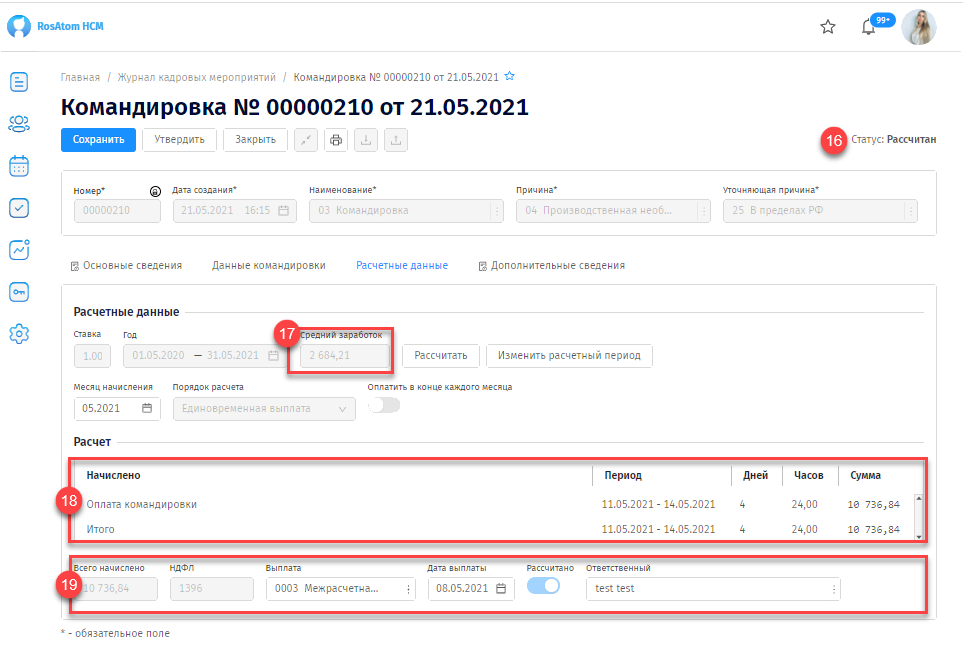 RosAtom HCM
99+
Главная / Журнал кадровых мероприятий / Командировка № 00000210 от 21.05.2021
Командировка № 00000210 от 21.05.2021
Сохранить Утвердить Закрыть 16 Статус: Рассчитан
Номер* Дата создания* Наименование* Причина* Уточняющая причина*
00000210 21.05.2021 16:15 03 Командировка 04 Производственная необ... 25 В пределах РФ
Основные сведения Данные командировки Расчетные данные Дополнительные сведения
Расчетные данные
Ставка Год 17 Средний заработок
1.00 01.05.2020 — 31.05.2021 2 684,21 Рассчитать Изменить расчетный период
Месяц начисления Порядок расчета Оплатить в конце каждого месяца
05.2021 Единовременная выплата
Расчет
Начислено Период Дней Часов Сумма
18 Оплата командировки 11.05.2021 - 14.05.2021 4 24,00 10 736,84
Итого 11.05.2021 - 14.05.2021 4 24,00 10 736,84
Всего начислено НДФЛ Выплата Дата выплаты Рассчитано Ответственный
19 10 736,84 1396 0003 Межрасчетна... 08.05.2021 test test
* - обязательное поле